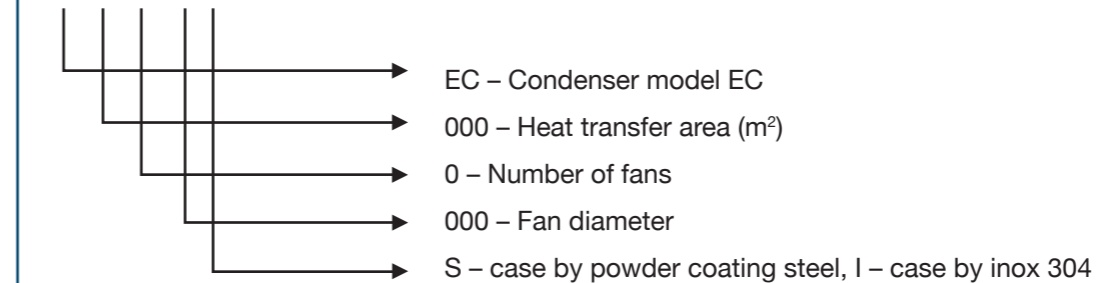 EC – Condenser model EC
000 – Heat transfer area (m²)
0 – Number of fans
000 – Fan diameter
S – case by powder coating steel, I – case by inox 304